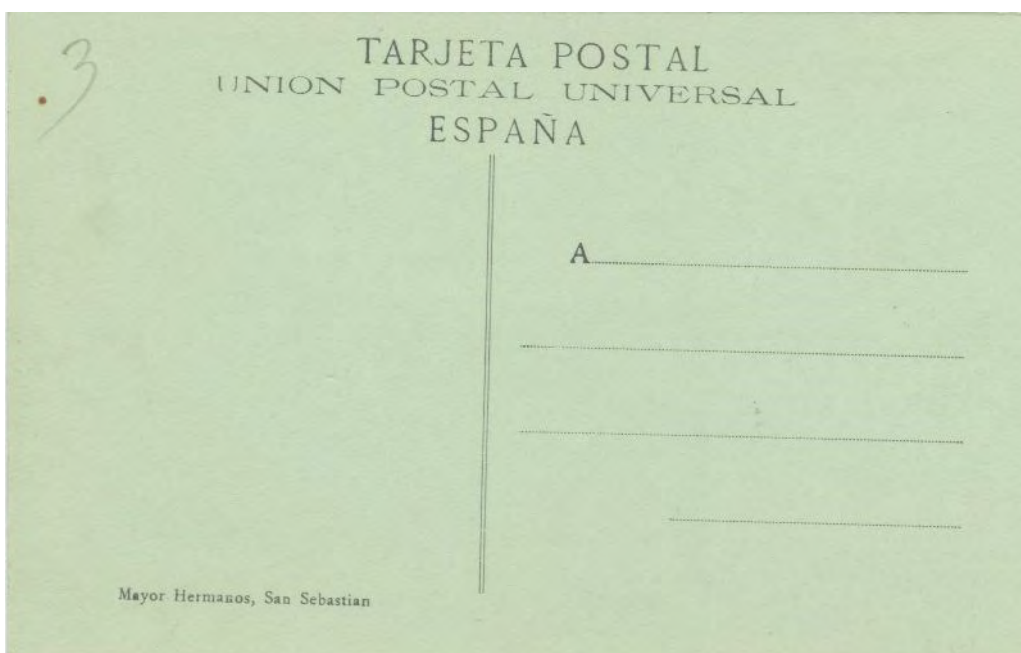 3
TARJETA POSTAL
UNION POSTAL UNIVERSAL
ESPAÑA
A
Mayor Hermanos, San Sebastian